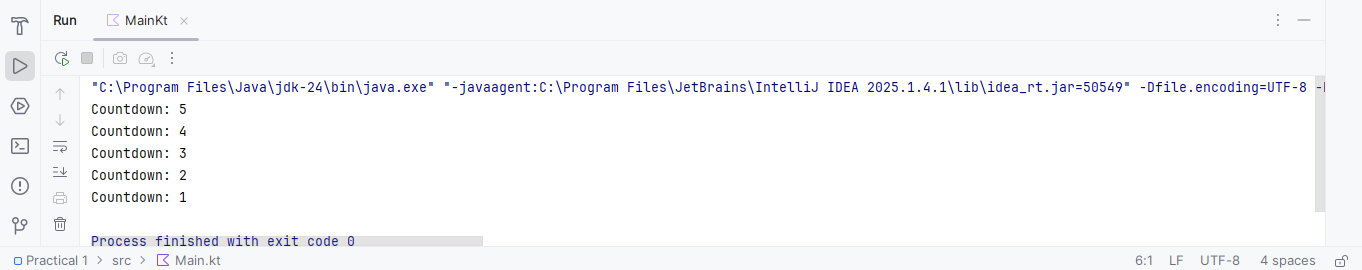 Run MainKt
"C:\Program Files\Java\jdk-24\bin\java.exe" "-javaagent:C:\Program Files\JetBrains\IntelliJ IDEA 2025.1.4.1\lib\idea_rt.jar=50549" -Dfile.encoding=UTF-8
Countdown: 5
Countdown: 4
Countdown: 3
Countdown: 2
Countdown: 1
Process finished with exit code 0
Practical 1 > src > Main.kt 6:1 LF UTF-8 4 spaces